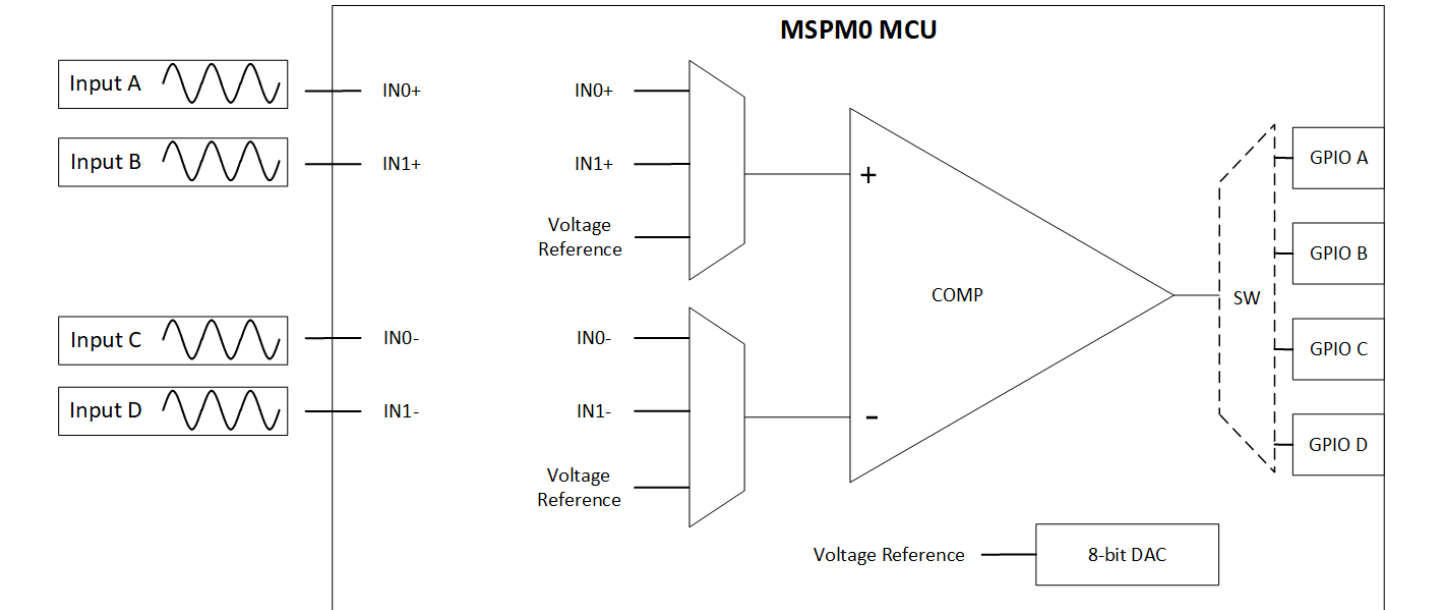 MSPM0 MCU
Input A
IN0+
IN0+
Input B
IN1+
IN1+
Voltage
Reference
+
GPIO A
GPIO B
COMP
SW
Input C
IN0-
IN0-
GPIO C
Input D
IN1-
IN1-
-
GPIO D
Voltage
Reference
Voltage Reference
8-bit DAC